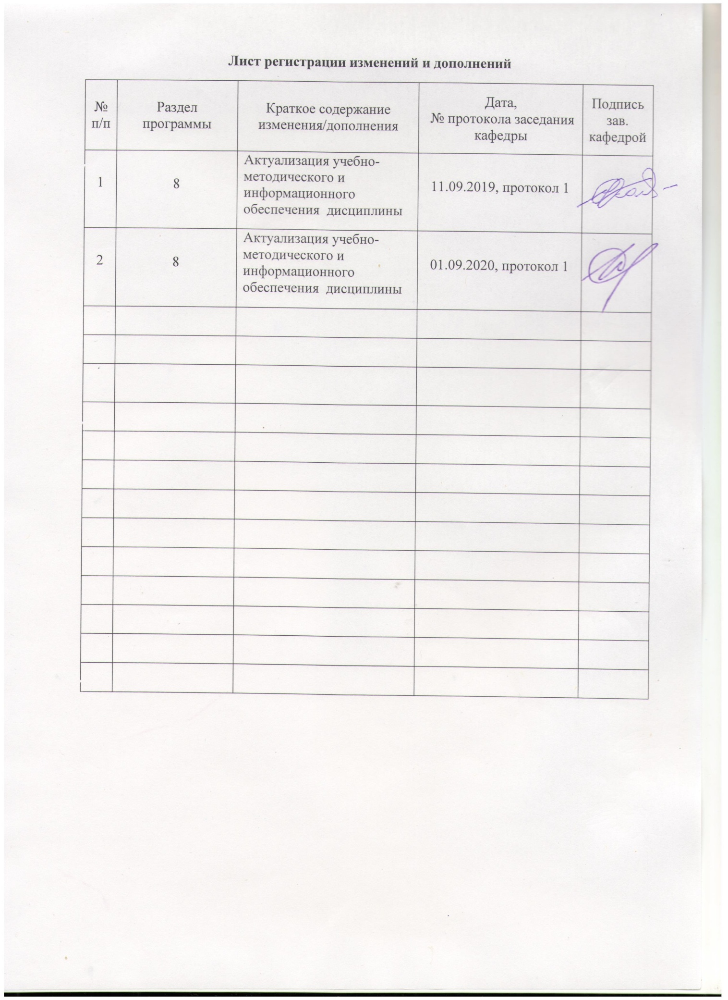 Лист регистрации изменений и дополнений
№
п/п
Раздел
программы
Краткое содержание
изменения/дополнения
Дата,
№ протокола заседания
кафедры
Подпись
зав.
кафедрой
1
8
Актуализация учебно-
методического и
информационного
обеспечения дисциплины
11.09.2019, протокол 1
2
8
Актуализация учебно-
методического и
информационного
обеспечения дисциплины
01.09.2020, протокол 1